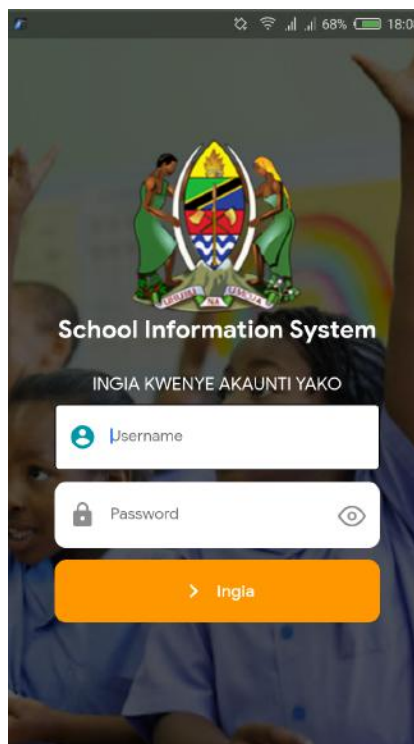 68% 18:0
UHURU NA UMOJA
School Information System
INGIA KWENYE AKAUNTI YAKO
Username
Password
Ingia